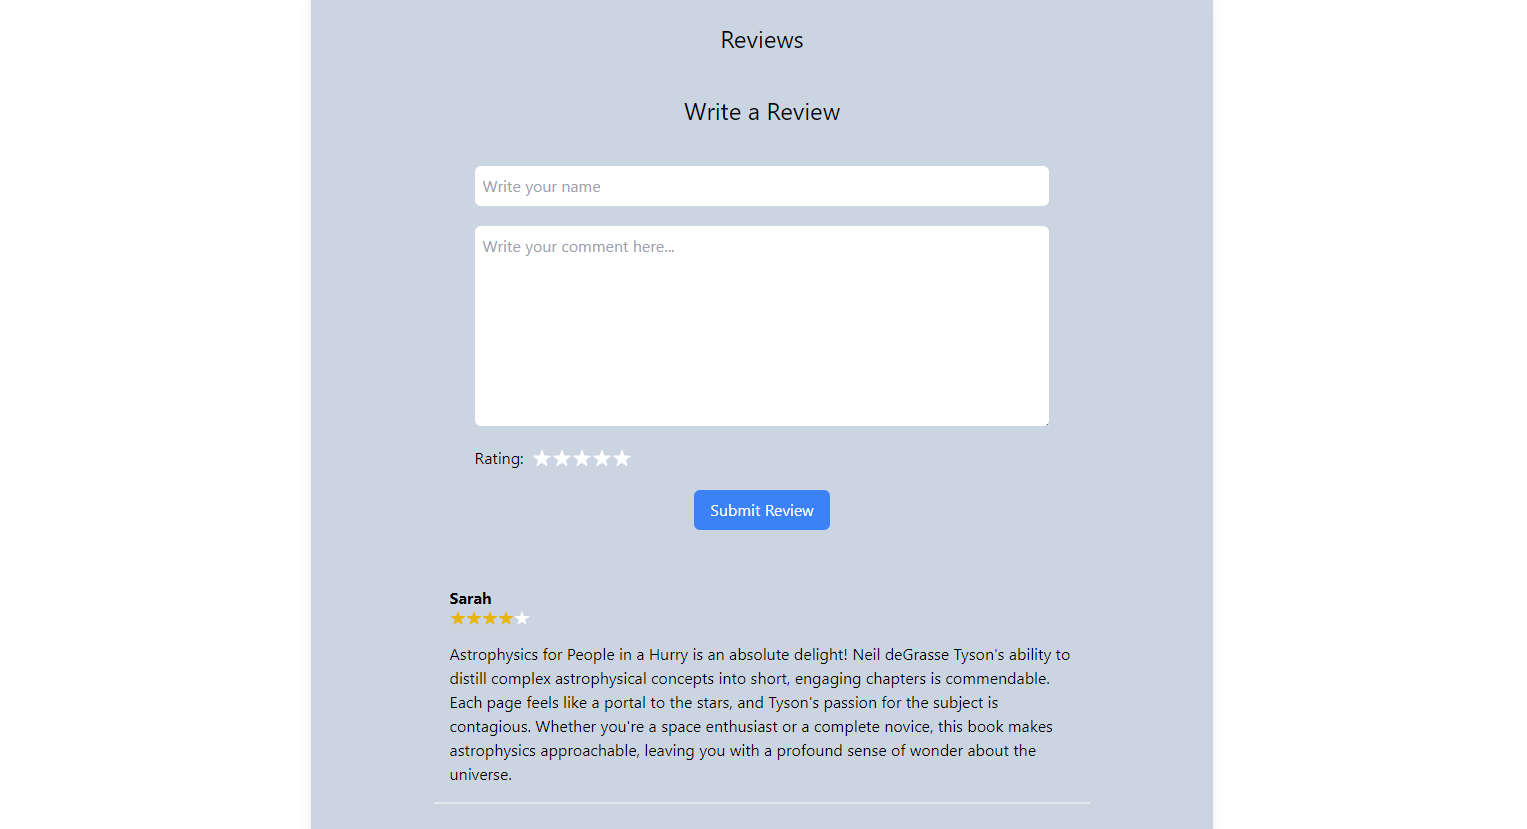 Reviews
Write a Review
Write your name
Write your comment here...
Rating:
Submit Review
Sarah
Astrophysics for People in a Hurry is an absolute delight! Neil deGrasse Tyson's ability to
distill complex astrophysical concepts into short, engaging chapters is commendable.
Each page feels like a portal to the stars, and Tyson's passion for the subject is
contagious. Whether you're a space enthusiast or a complete novice, this book makes
astrophysics approachable, leaving you with a profound sense of wonder about the
universe.